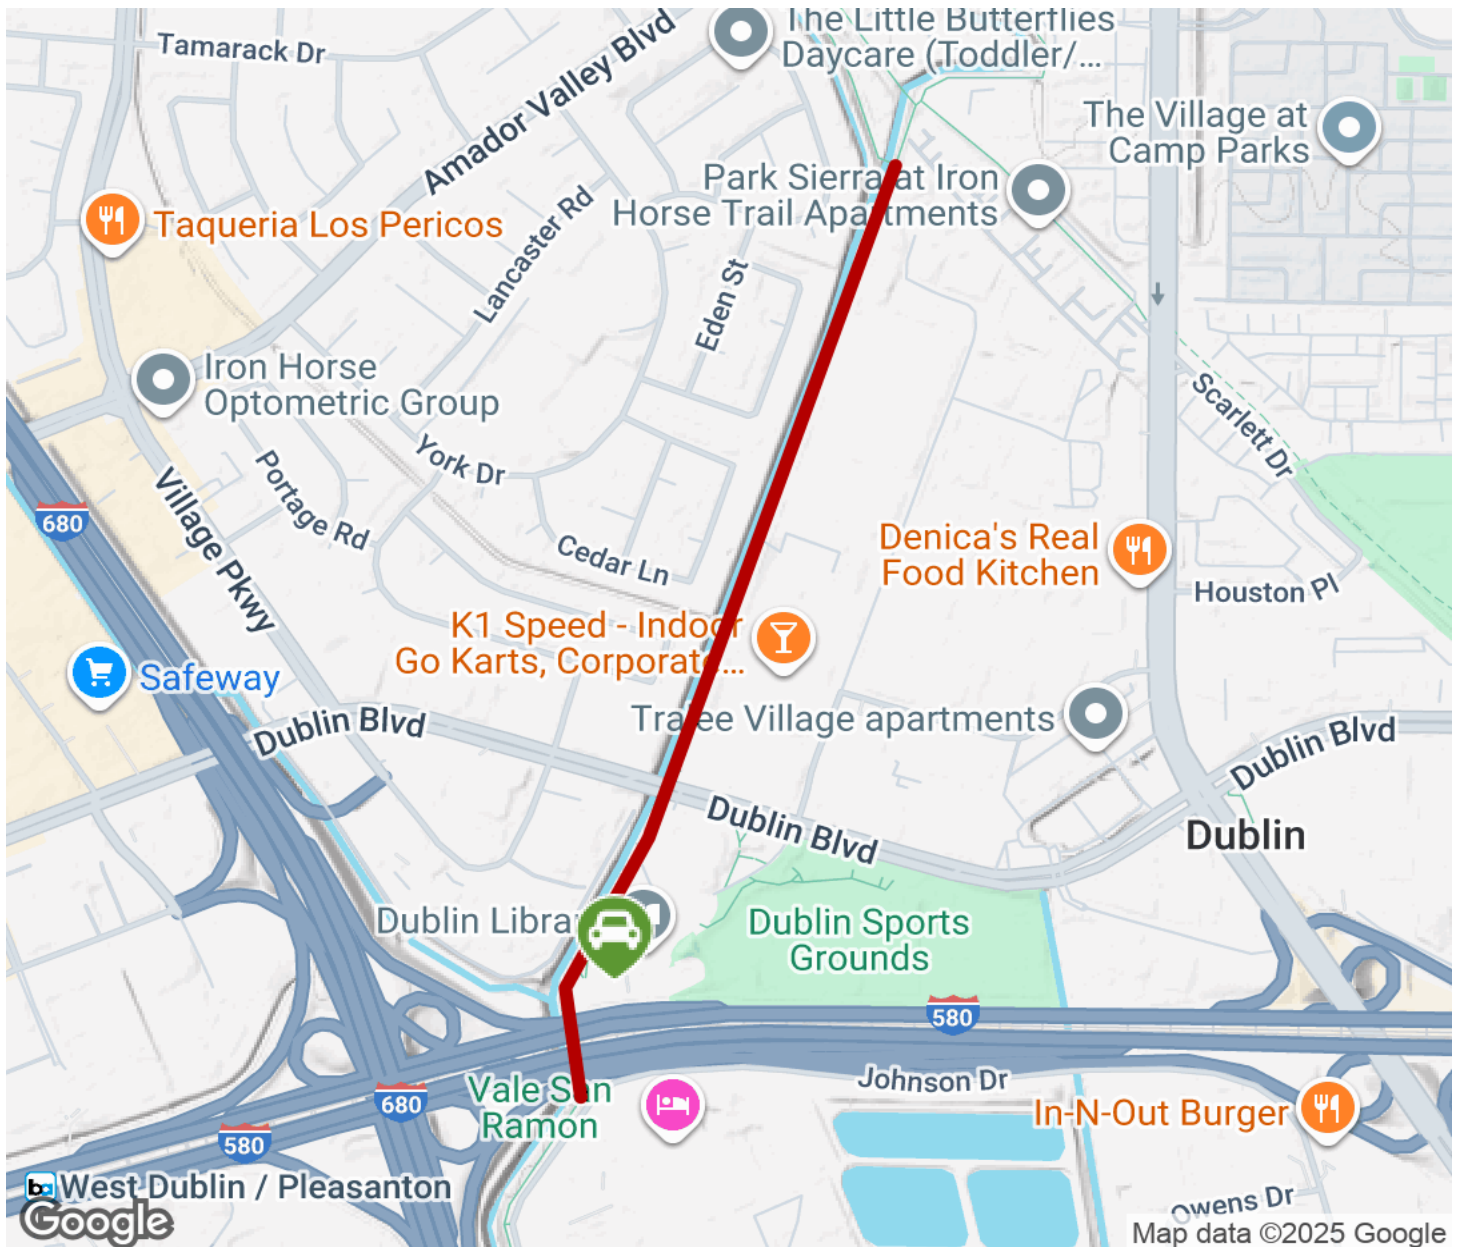 The Little Butterflies
Daycare (Toddler/...
Tamarack Dr
Amador Valley Blvd
The Village at
Camp Parks
Park Sierra at Iron
Horse Trail Apartments
Taqueria Los Pericos
Lancaster Rd
Eden St
Iron Horse
Optometric Group
Scarlett Dr
York Dr
Portage Rd
Village Pkwy
680
Cedar Ln
Denica's Real
Food Kitchen
Houston Pl
K1 Speed - Indoor
Go Karts, Corporate...
Safeway
Tralee Village apartments
Dublin Blvd
Dublin Blvd
Dublin Blvd
Dublin
Dublin Library
Dublin Sports
Grounds
580
Vale San
Ramon
Johnson Dr
680
In-N-Out Burger
580
ba
West Dublin / Pleasanton
Owens Dr
Google
Map data ©2025 Google